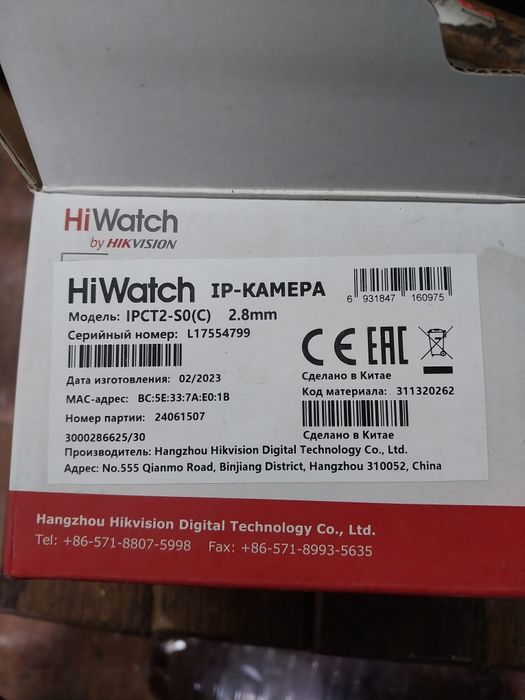 HiWatch
by HIKVISION
HiWatch IP-КАМЕРА
6 931847 160975
Модель: IPCT2-S0(C) 2.8mm
Серийный номер: L17554799
CE EAC
Дата изготовления: 02/2023
Сделано в Китае
MAC-адрес: BC:5E:33:7A:E0:1B
Код материала: 311320262
Номер партии: 24061507
3000286625/30
Сделано в Китае
Производитель: Hangzhou Hikvision Digital Technology Co., Ltd.
Адрес: No.555 Qianmo Road, Binjiang District, Hangzhou 310052, China
Hangzhou Hikvision Digital Technology Co., Ltd.
Tel: +86-571-8807-5998 Fax: +86-571-8993-5635